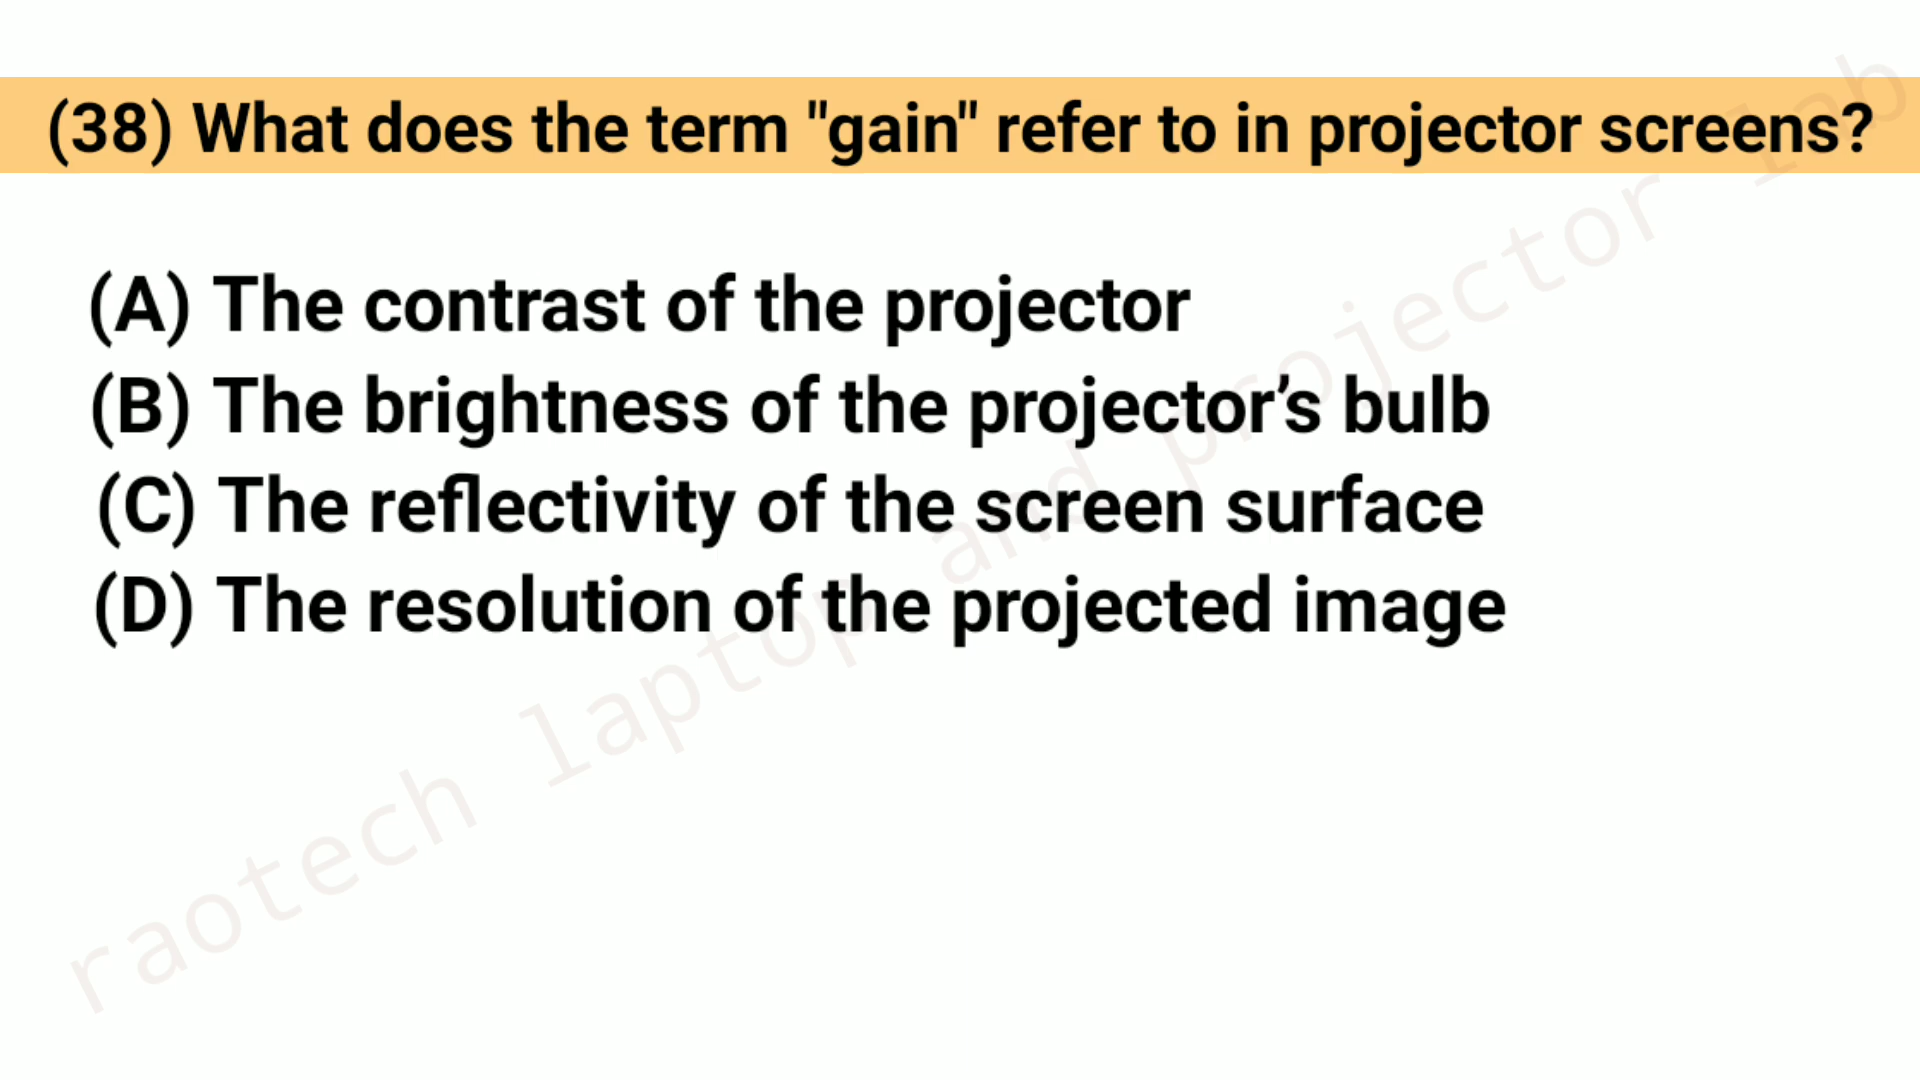 (38) What does the term "gain" refer to in projector screens?
(A) The contrast of the projector
(B) The brightness of the projector’s bulb
(C) The reflectivity of the screen surface
(D) The resolution of the projected image
raotech laptop and projector lab